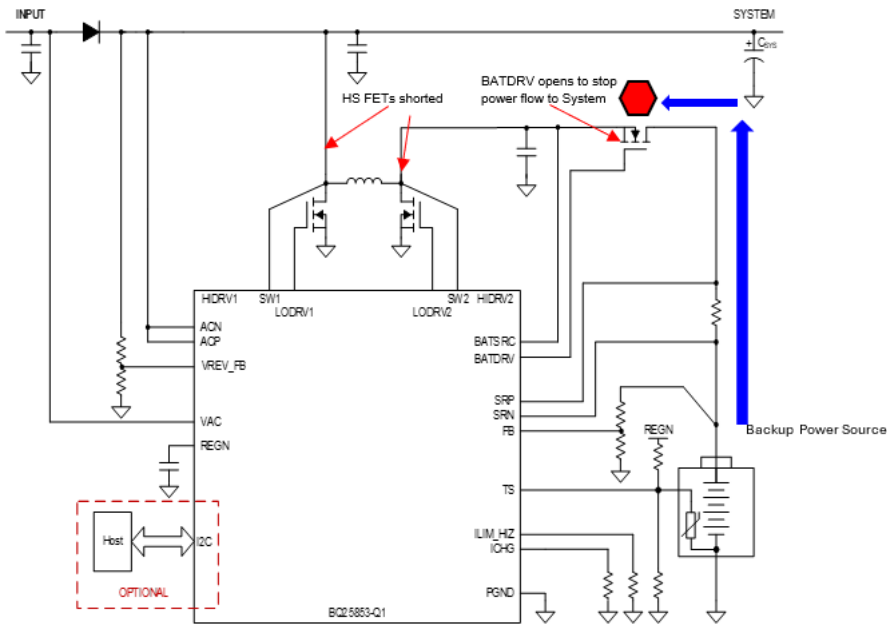 INPUT
SYSTEM
+ CSYS
BATDRV opens to stop
power flow to System
HS FETs shorted
HIDRV1
SW1
LODRV1
LODRV2
SW2
HIDRV2
ACN
ACP
VREV_FB
VAC
REGN
I2C
Host
OPTIONAL
BATSRC
BATDRV
SRP
SRN
FB
TS
ILIM_HIZ
ICHG
PGND
REGN
Backup Power Source
BQ25853-Q1